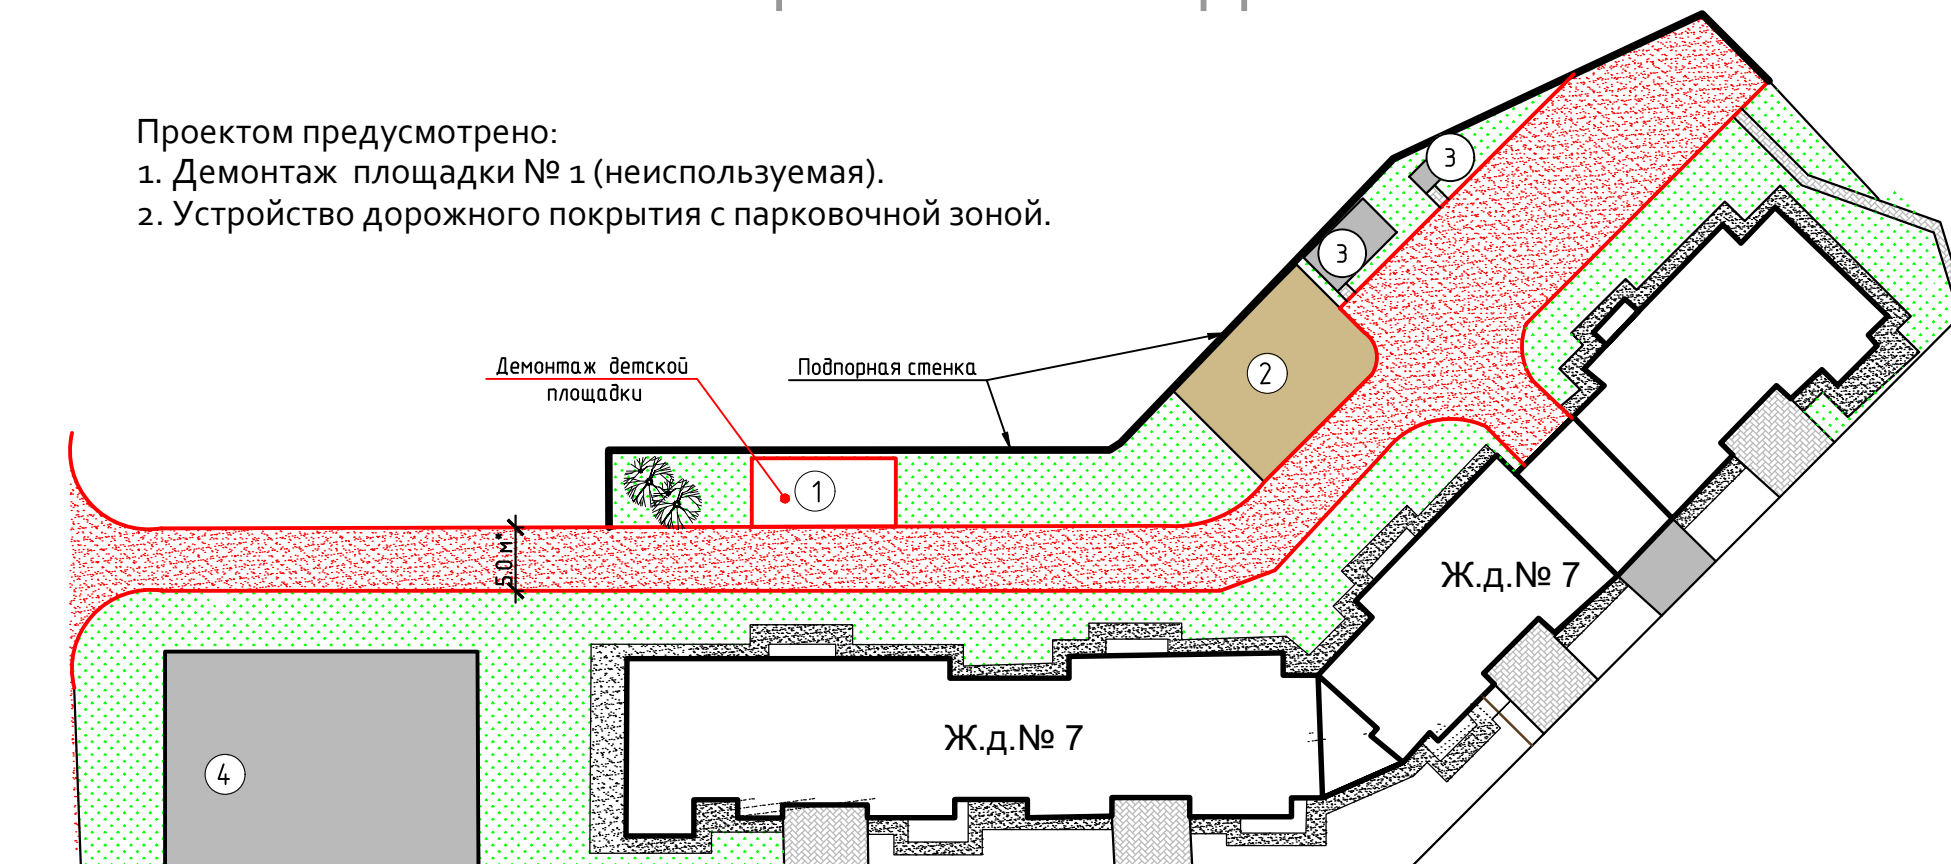 Проектом предусмотрено:
1. Демонтаж площадки № 1 (неиспользуемая).
2. Устройство дорожного покрытия с парковочной зоной.
3
3
Демонтаж детской
площадки
Подпорная стенка
2
1
5.0 м*
Ж.д.№ 7
Ж.д.№ 7
4